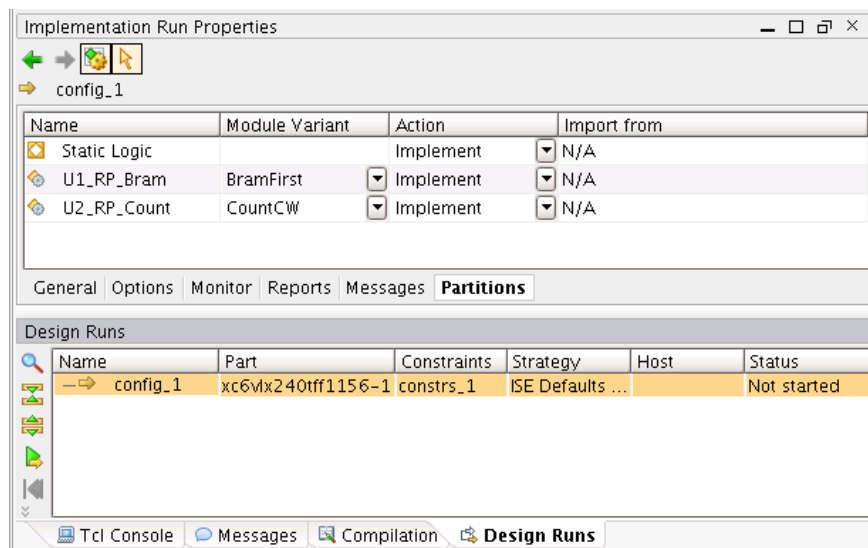 Implementation Run Properties
config_1
Name Module Variant Action Import from
Static Logic Implement N/A
U1_RP_Bram BramFirst Implement N/A
U2_RP_Count CountCW Implement N/A
General Options Monitor Reports Messages Partitions
Design Runs
Name Part Constraints Strategy Host Status
config_1 xc6vlx240tff1156-1 constrs_1 ISE Defaults ... Not started
Tcl Console Messages Compilation Design Runs